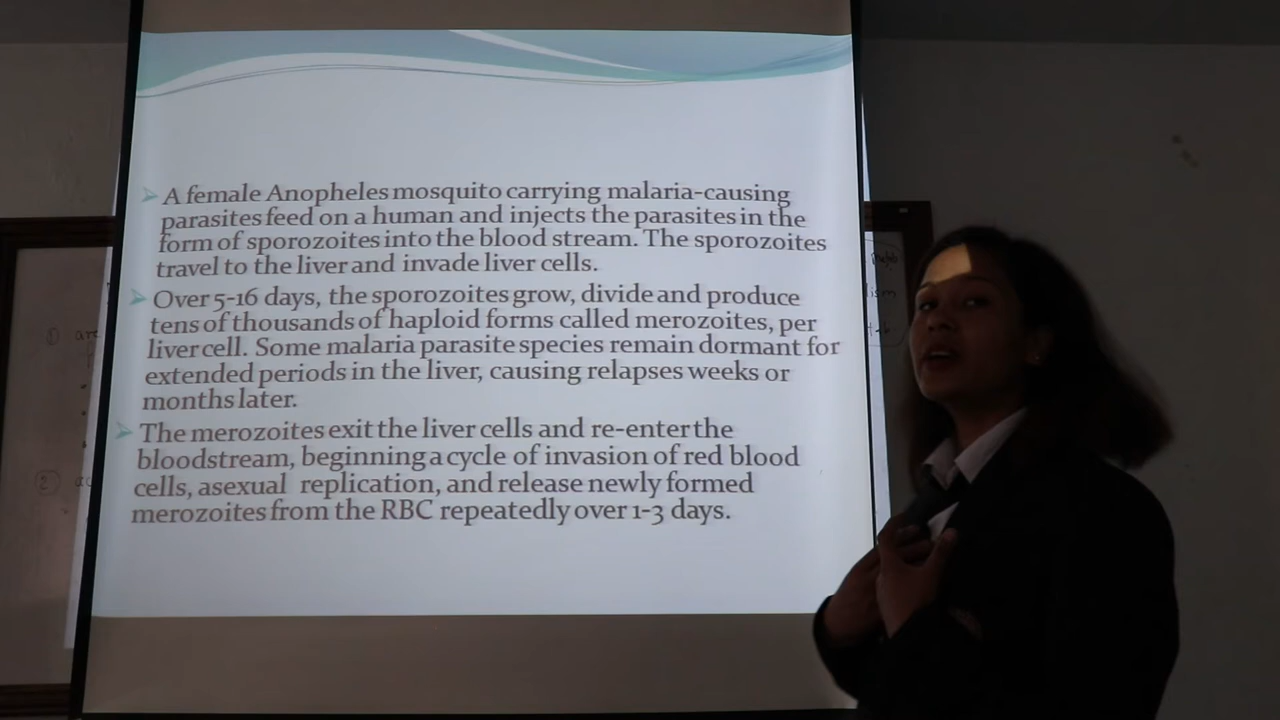 A female Anopheles mosquito carrying malaria-causing
parasites feed on a human and injects the parasites in the
form of sporozoites into the blood stream. The sporozoites
travel to the liver and invade liver cells.
Over 5-16 days, the sporozoites grow, divide and produce
tens of thousands of haploid forms called merozoites, per
liver cell. Some malaria parasite species remain dormant for
extended periods in the liver, causing relapses weeks or
months later.
The merozoites exit the liver cells and re-enter the
bloodstream, beginning a cycle of invasion of red blood
cells, asexual replication, and release newly formed
merozoites from the RBC repeatedly over 1-3 days.